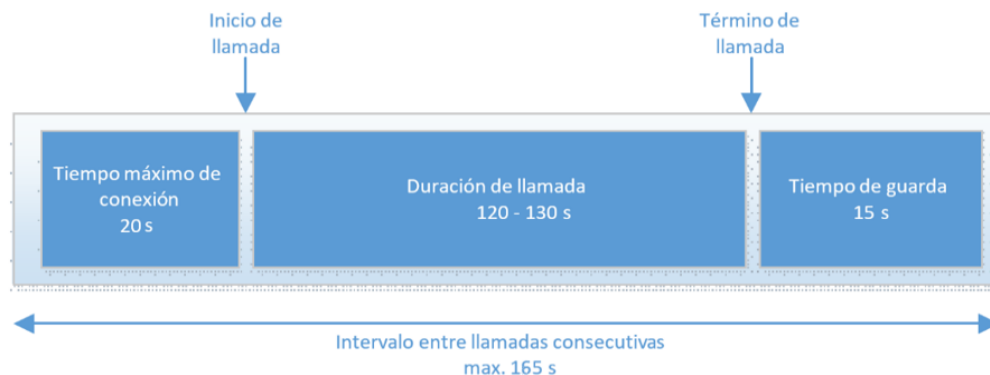 Inicio de
llamada
Término de
llamada
Tiempo máximo de
conexión
20 s
Duración de llamada
120 - 130 s
Tiempo de guarda
15 s
Intervalo entre llamadas consecutivas
max. 165 s